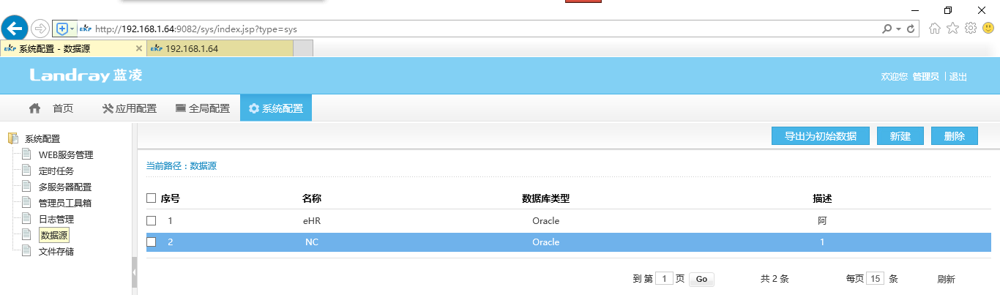 http://192.168.1.64:9082/sys/index.jsp?type=sys
系统配置 - 数据源
192.168.1.64
Landray 蓝凌
欢迎您 管理员 | 退出
首页 应用配置 全局配置 系统配置
导出为初始数据 新建 删除
系统配置
WEB服务管理
定时任务
多服务器配置
管理员工具箱
日志管理
数据源
文件存储
当前路径：数据源
序号 名称 数据库类型 描述
1 eHR Oracle 阿
2 NC Oracle 1
到 第 1 页 Go 共 2 条 每页 15 条 刷新